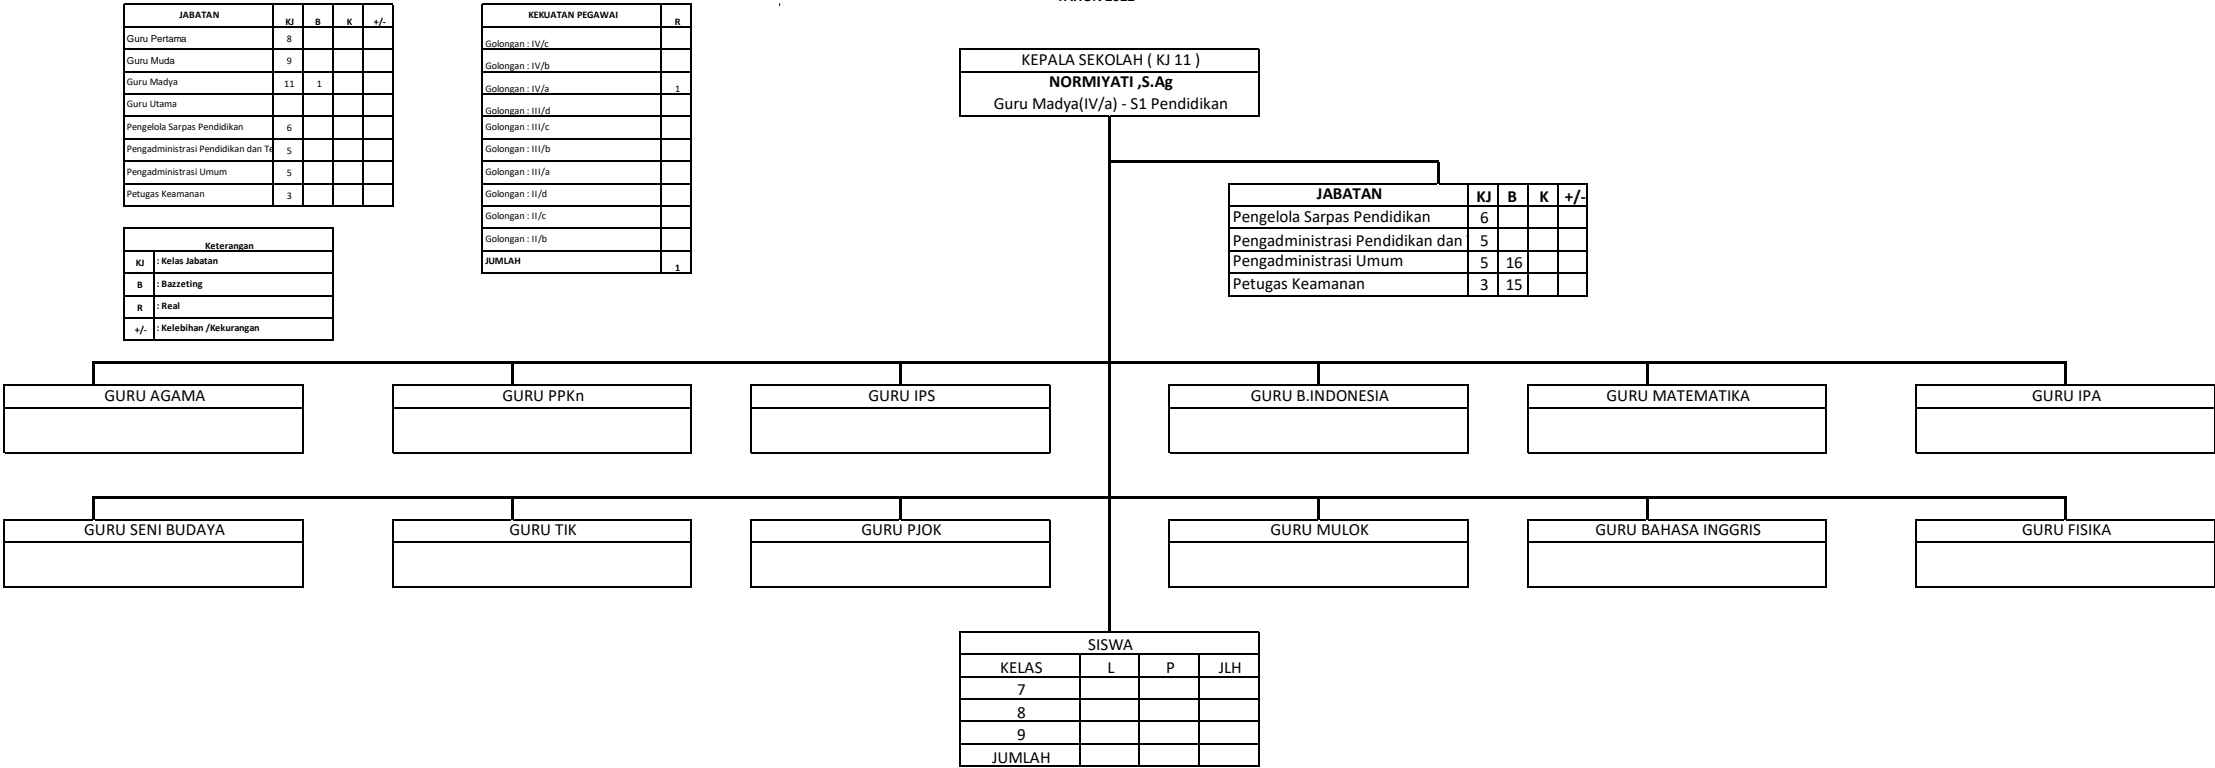 JABATAN KJ B K +/-
Guru Pertama 8
Guru Muda 9
Guru Madya 11 1
Guru Utama
Pengelola Sarpas Pendidikan 6
Pengadministrasi Pendidikan dan Te 5
Pengadministrasi Umum 5
Petugas Keamanan 3
Keterangan
KJ : Kelas Jabatan
B : Bazzeting
R : Real
+/- : Kelebihan /Kekurangan
KEKUATAN PEGAWAI R
Golongan : IV/c
Golongan : IV/b
Golongan : IV/a 1
Golongan : III/d
Golongan : III/c
Golongan : III/b
Golongan : III/a
Golongan : II/d
Golongan : II/c
Golongan : II/b
JUMLAH 1
KEPALA SEKOLAH ( KJ 11 )
NORMIYATI ,S.Ag
Guru Madya(IV/a) - S1 Pendidikan
JABATAN KJ B K +/-
Pengelola Sarpas Pendidikan 6
Pengadministrasi Pendidikan dan 5
Pengadministrasi Umum 5 16
Petugas Keamanan 3 15
GURU AGAMA
GURU PPKn
GURU IPS
GURU B.INDONESIA
GURU MATEMATIKA
GURU IPA
GURU SENI BUDAYA
GURU TIK
GURU PJOK
GURU MULOK
GURU BAHASA INGGRIS
GURU FISIKA
SISWA
KELAS L P JLH
7
8
9
JUMLAH